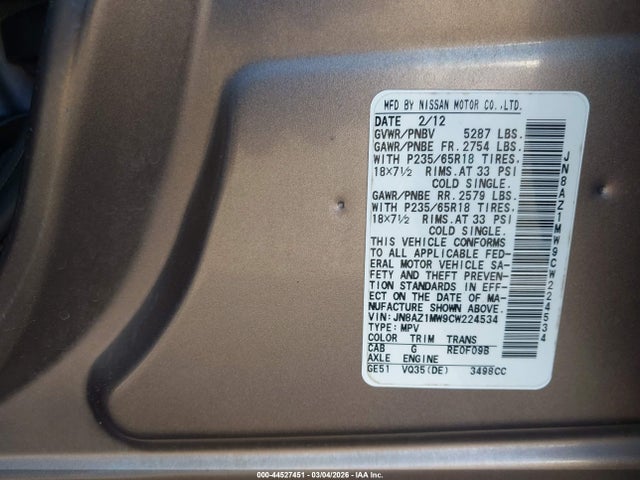 MFD BY NISSAN MOTOR CO.,LTD.
DATE 2/12
GVWR/PNBV 5287 LBS.
GAWR/PNBE FR. 2754 LBS.
WITH P235/65R18 TIRES,
18×7½ RIMS.AT 33 PSI
COLD SINGLE.
GAWR/PNBE RR. 2579 LBS.
WITH P235/65R18 TIRES,
18×7½ RIMS.AT 33 PSI
COLD SINGLE.
THIS VEHICLE CONFORMS
TO ALL APPLICABLE FED-
ERAL MOTOR VEHICLE SA-
FETY AND THEFT PREVEN-
TION STANDARDS IN EFF-
ECT ON THE DATE OF MA-
NUFACTURE SHOWN ABOVE.
VIN: JN8AZ1MW9CW224534
TYPE: MPV
COLOR TRIM TRANS
CAB G RE0F09B
AXLE ENGINE
GE51 VQ35(DE) 3498CC
JN8AZ1MW9CW224534
000-44527451 - 03/04/2026 - IAA Inc.